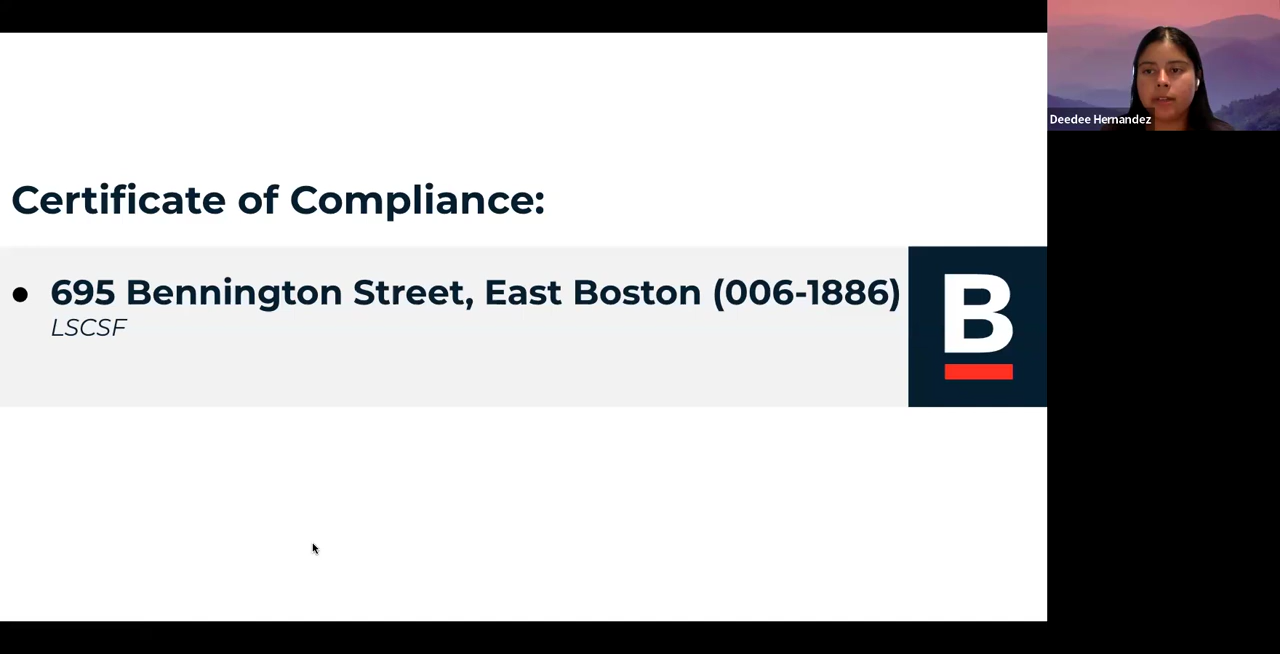 Deedee Hernandez
Certificate of Compliance:
● 695 Bennington Street, East Boston (006-1886)
LSCSF
B